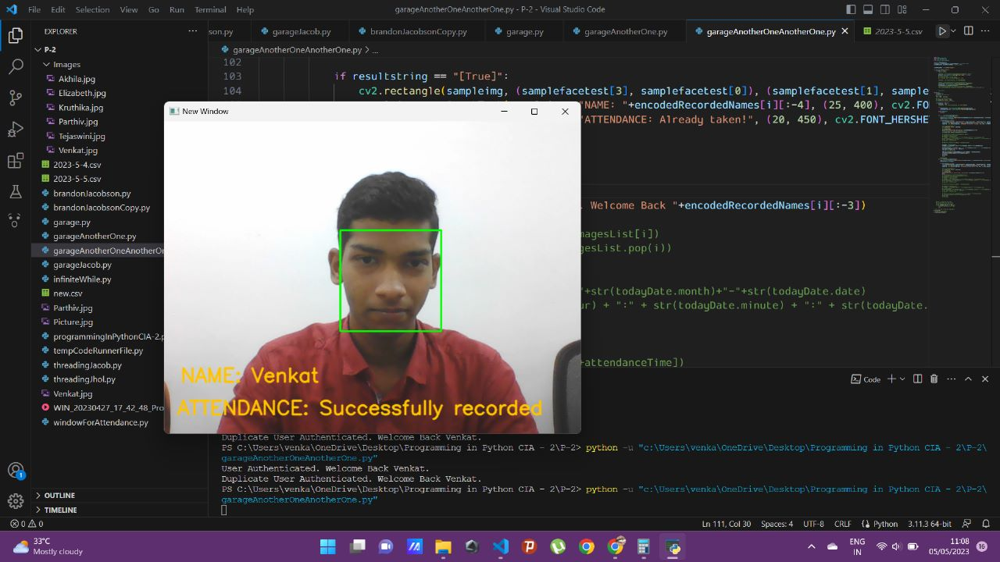 File Edit Selection View Go Run Terminal Help garageAnotherOneAnotherOne.py - P-2 - Visual Studio Code
EXPLORER ···
son.py garageJacob.py brandonJacobsonCopy.py garage.py garageAnotherOne.py garageAnotherOneAnotherOne.py 2023-5-5.csv
garageAnotherOneAnotherOne.py > ...
P-2
Images
Akhila.jpg
Elizabeth.jpg
Kruthika.jpg
Parthiv.jpg
Tejaswini.jpg
Venkat.jpg
2023-5-4.csv
2023-5-5.csv
brandonJacobson.py
brandonJacobsonCopy.py
garage.py
garageAnotherOne.py
garageAnotherOneAnotherOn
garageJacob.py
infiniteWhile.py
new.csv
Parthiv.jpg
Picture.jpg
programmingInPythonCIA-2.p
tempCodeRunnerFile.py
threadingJacob.py
threadingJhol.py
Venkat.jpg
WIN_20230427_17_42_48_Pro
windowForAttendance.py
OUTLINE
TIMELINE
102
103 if resultstring == "[True]":
104 cv2.rectangle(sampleimg, (samplefacetest[3], samplefacetest[0]), (samplefacetest[1], sample
"NAME: "+encodedRecordedNames[i][:-4], (25, 400), cv2.FON
"ATTENDANCE: Already taken!", (20, 450), cv2.FONT_HERSHE
. Welcome Back "+encodedRecordedNames[i][:-3])
magesList[i])
gesList.pop(i))
"+str(todayDate.month)+"-"+str(todayDate.date)
ur) + ":" + str(todayDate.minute) + ":" + str(todayDate.
+attendanceTime])
New Window
NAME: Venkat
ATTENDANCE: Successfully recorded
Code
Duplicate User Authenticated. Welcome Back Venkat.
PS C:\Users\venka\OneDrive\Desktop\Programming in Python CIA - 2\P-2> python -u "c:\Users\venka\OneDrive\Desktop\Programming in Python CIA - 2\P-2\
garageAnotherOneAnotherOne.py"
User Authenticated. Welcome Back Venkat.
Duplicate User Authenticated. Welcome Back Venkat.
PS C:\Users\venka\OneDrive\Desktop\Programming in Python CIA - 2\P-2> python -u "c:\Users\venka\OneDrive\Desktop\Programming in Python CIA - 2\P-2\
garageAnotherOneAnotherOne.py"
0 0 Ln 111, Col 30 Spaces: 4 UTF-8 CRLF Python 3.11.3 64-bit
33°C
Mostly cloudy
ENG
IN
11:08
05/05/2023
16